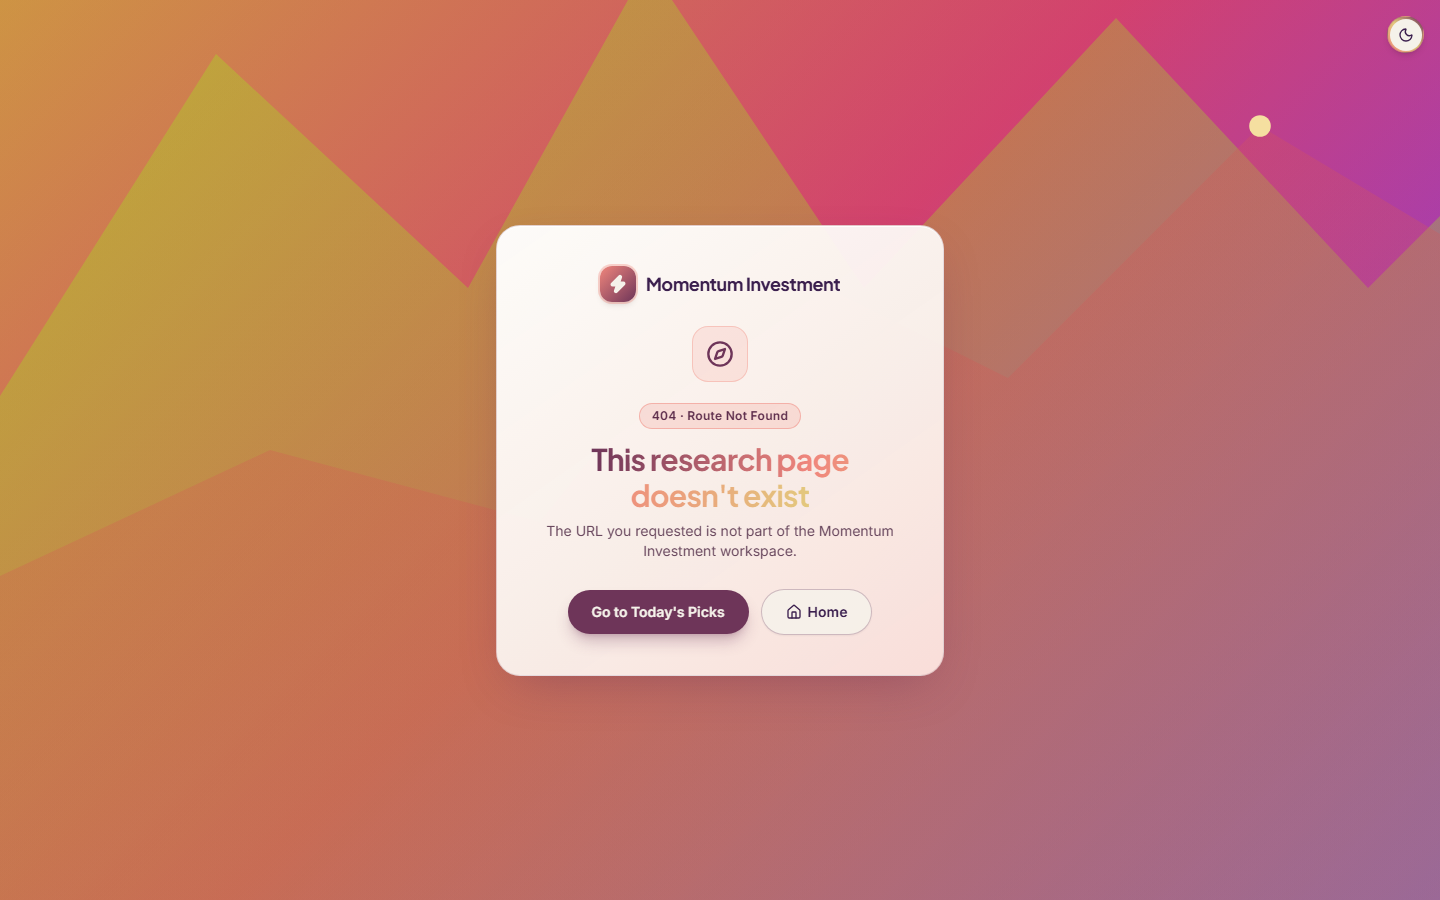 Momentum Investment
404 · Route Not Found
This research page
doesn't exist
The URL you requested is not part of the Momentum
Investment workspace.
Go to Today's Picks
Home